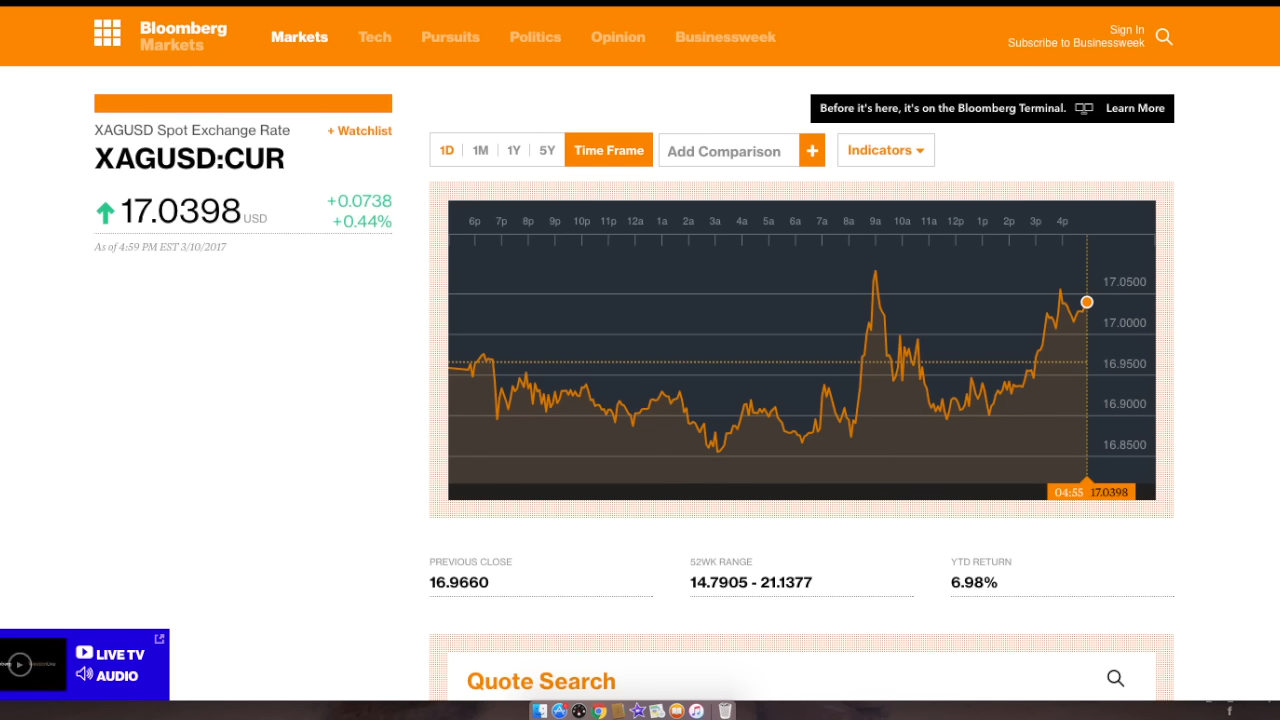 Bloomberg
Markets
Markets Tech Pursuits Politics Opinion Businessweek
Sign In
Subscribe to Businessweek
Before it's here, it's on the Bloomberg Terminal. Learn More
XAGUSD Spot Exchange Rate + Watchlist
XAGUSD:CUR
1D 1M 1Y 5Y Time Frame Add Comparison + Indicators
17.0398 USD
+0.0738
+0.44%
As of 4:59 PM EST 3/10/2017
6p 7p 8p 9p 10p 11p 12a 1a 2a 3a 4a 5a 6a 7a 8a 9a 10a 11a 12p 1p 2p 3p 4p
17.0500
17.0000
16.9500
16.9000
16.8500
04:55 17.0398
PREVIOUS CLOSE
16.9660
52WK RANGE
14.7905 - 21.1377
YTD RETURN
6.98%
LIVE TV
AUDIO
Quote Search